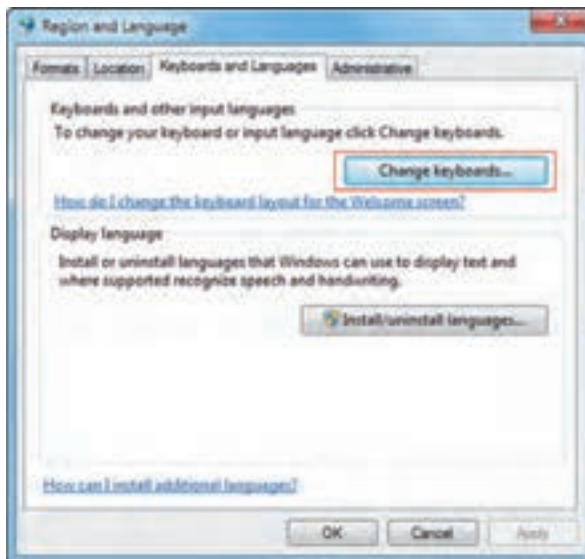 Region and Language
Formats Location Keyboards and Languages Administrative
Keyboards and other input languages
To change your keyboard or input language click Change keyboards.
Change keyboards...
How do I change the keyboard layout for the Welcome screen?
Display language
Install or uninstall languages that Windows can use to display text and
where supported recognize speech and handwriting.
Install/uninstall languages...
How can I install additional languages?
OK Cancel Apply